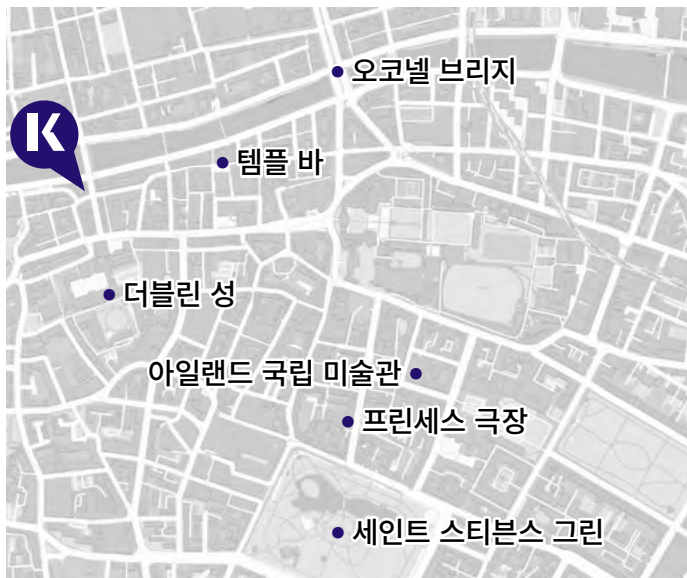 오코넬 브리지
K
템플 바
더블린 성
아일랜드 국립 미술관
프린세스 극장
세인트 스티븐스 그린